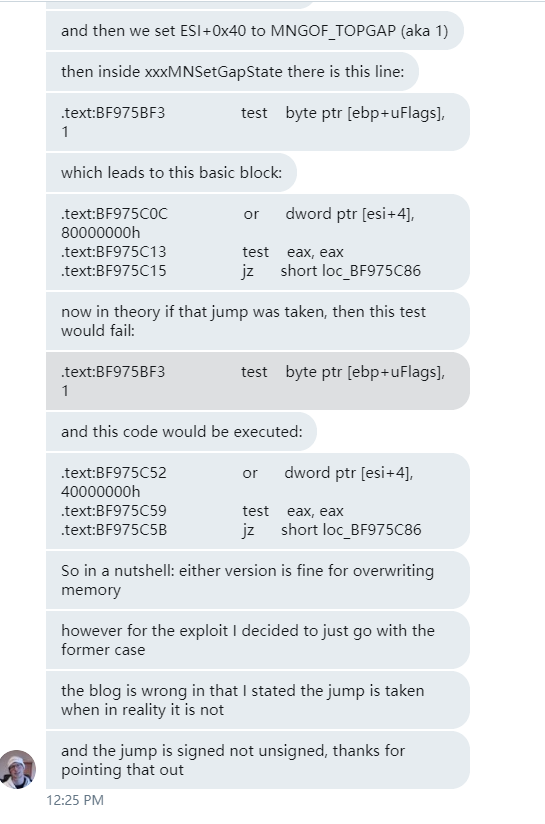 and then we set ESI+0x40 to MNGOF_TOPGAP (aka 1)
then inside xxxMNSetGapState there is this line:
.text:BF975BF3 test byte ptr [ebp+uFlags],
1
which leads to this basic block:
.text:BF975C0C or dword ptr [esi+4],
80000000h
.text:BF975C13 test eax, eax
.text:BF975C15 jz short loc_BF975C86
now in theory if that jump was taken, then this test
would fail:
.text:BF975BF3 test byte ptr [ebp+uFlags],
1
and this code would be executed:
.text:BF975C52 or dword ptr [esi+4],
40000000h
.text:BF975C59 test eax, eax
.text:BF975C5B jz short loc_BF975C86
So in a nutshell: either version is fine for overwriting
memory
however for the exploit I decided to just go with the
former case
the blog is wrong in that I stated the jump is taken
when in reality it is not
and the jump is signed not unsigned, thanks for
pointing that out
12:25 PM